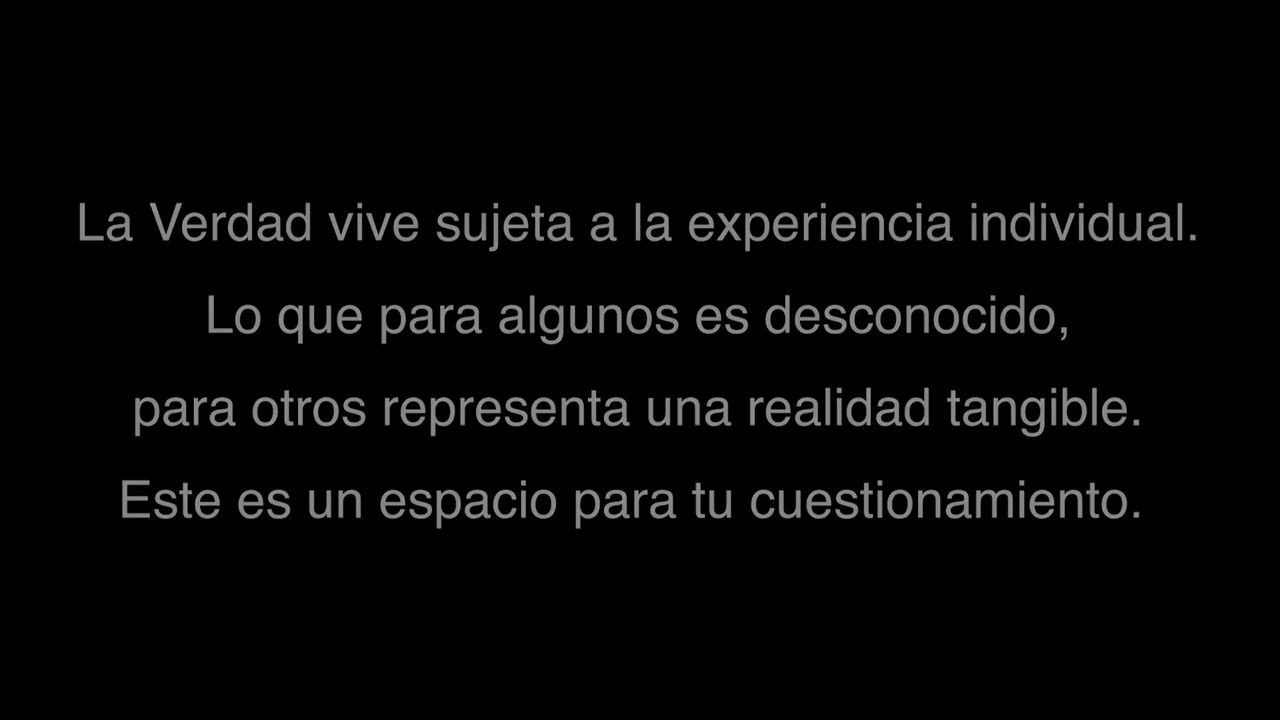 La Verdad vive sujeta a la experiencia individual.
Lo que para algunos es desconocido,
para otros representa una realidad tangible.
Este es un espacio para tu cuestionamiento.